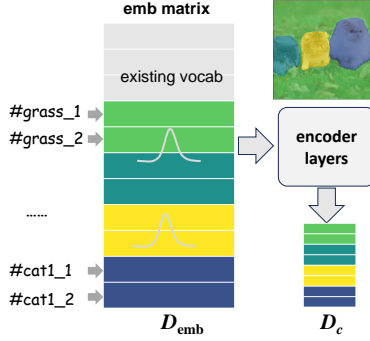 emb matrix
existing vocab
#grass_1
#grass_2
encoder
layers
......
#cat1_1
#cat1_2
D_emb
D_c